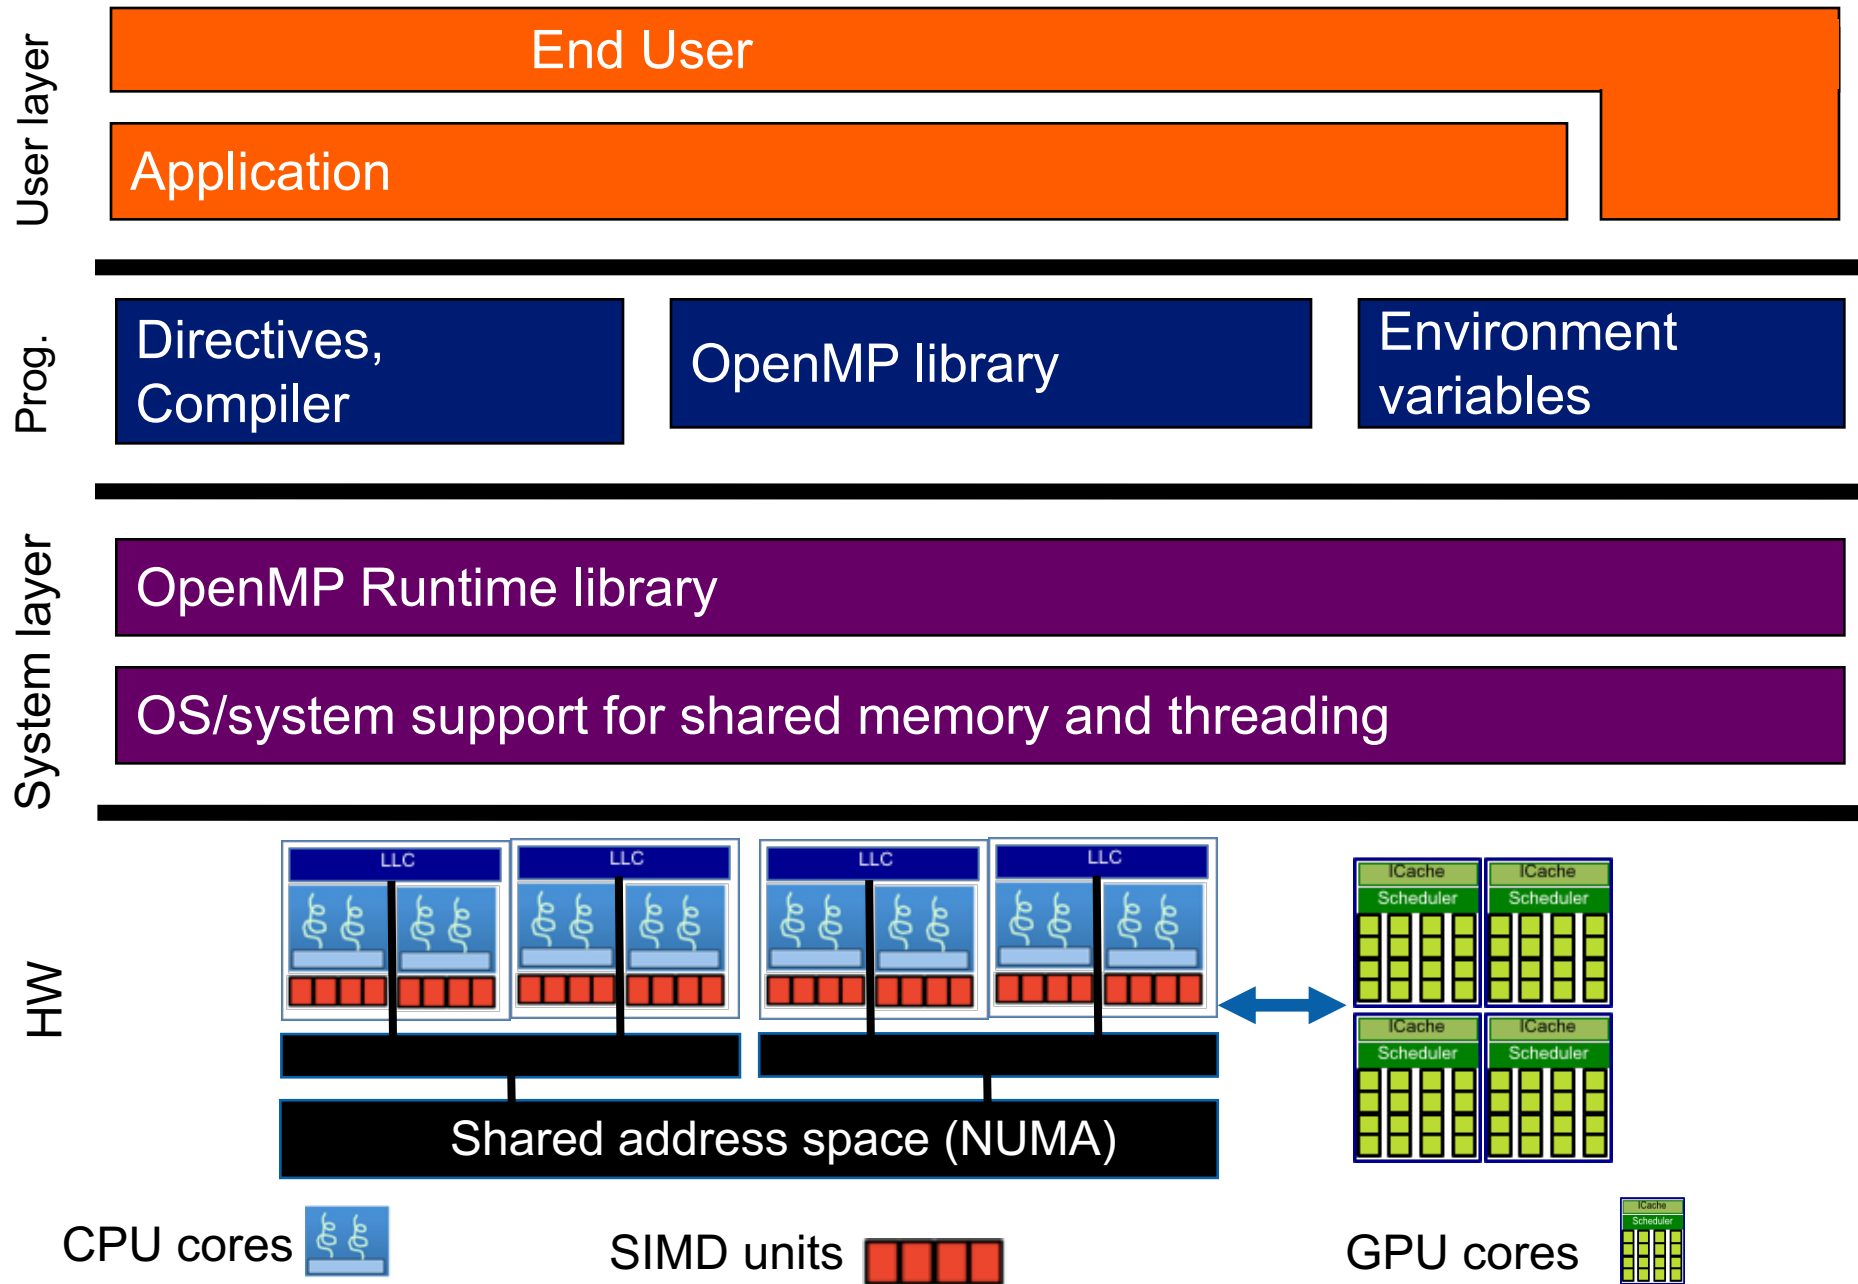 User layer
End User
Application
Prog.
Directives,
Compiler
OpenMP library
Environment
variables
System layer
OpenMP Runtime library
OS/system support for shared memory and threading
HW
LLC
LLC
LLC
LLC
ICache
Scheduler
ICache
Scheduler
ICache
Scheduler
ICache
Scheduler
Shared address space (NUMA)
CPU cores
SIMD units
GPU cores
ICache
Scheduler